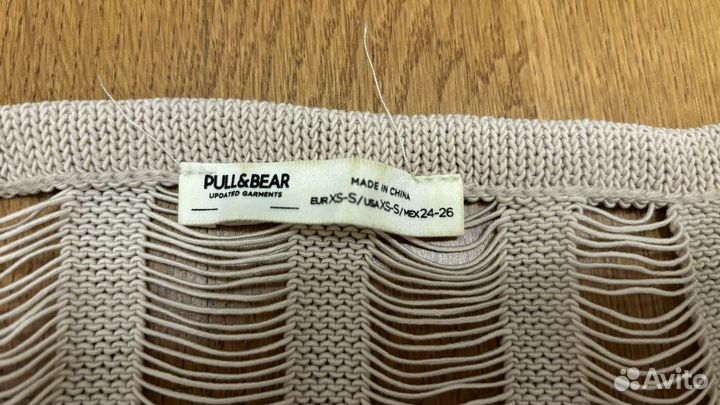 PULL&BEAR
UPDATED GARMENTS
MADE IN CHINA
EUR XS-S/USA XS-S/MEX 24-26
Avito